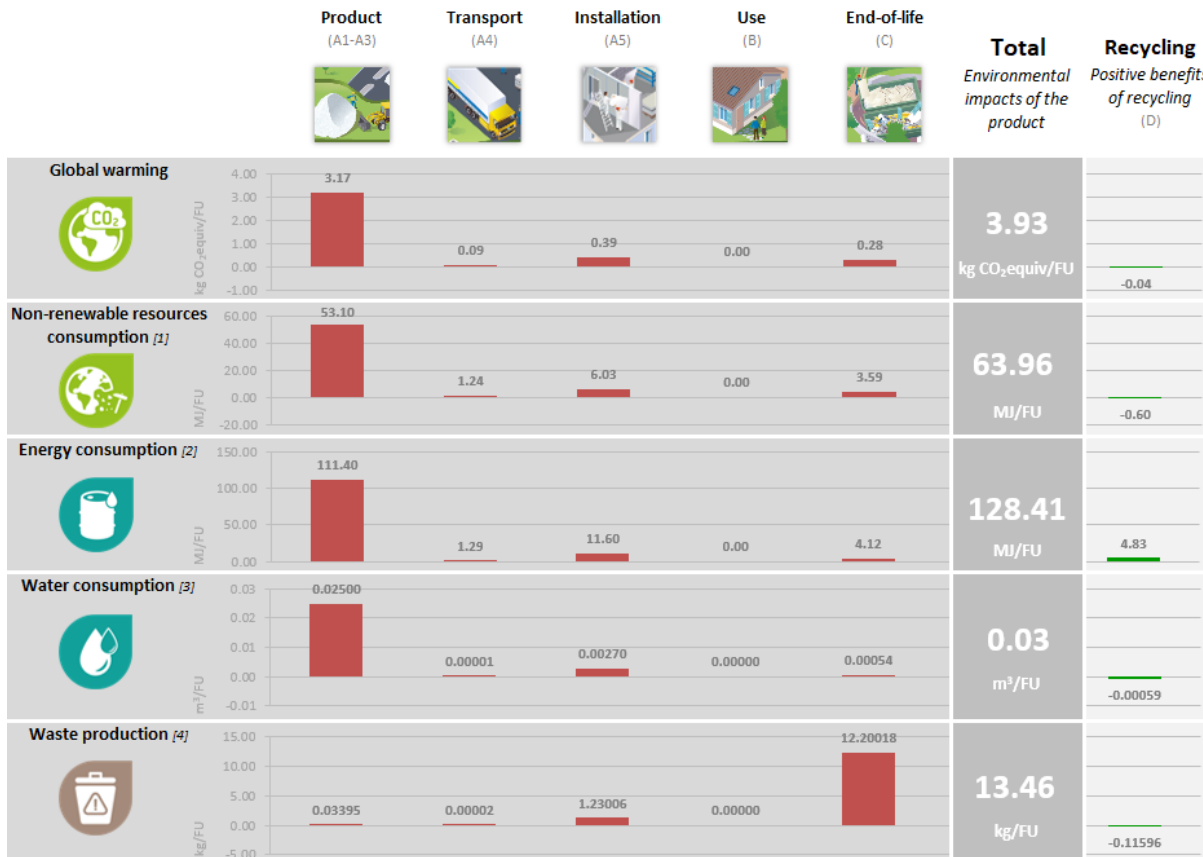 Product
(A1-A3)
Transport
(A4)
Installation
(A5)
Use
(B)
End-of-life
(C)
Total
Environmental
impacts of the
product
Recycling
Positive benefits
of recycling
(D)
Global warming
CO₂
kg CO₂equiv/FU
4.00
3.00
2.00
1.00
0.00
-1.00
3.17
0.09
0.39
0.00
0.28
3.93
kg CO₂equiv/FU
-0.04
Non-renewable resources
consumption [1]
MJ/FU
60.00
40.00
20.00
0.00
-20.00
53.10
1.24
6.03
0.00
3.59
63.96
MJ/FU
-0.60
Energy consumption [2]
MJ/FU
150.00
100.00
50.00
0.00
111.40
1.29
11.60
0.00
4.12
128.41
MJ/FU
4.83
Water consumption [3]
m³/FU
0.03
0.02
0.01
0.00
-0.01
0.02500
0.00001
0.00270
0.00000
0.00054
0.03
m³/FU
-0.00059
Waste production [4]
kg/FU
15.00
10.00
5.00
0.00
-5.00
0.03395
0.00002
1.23006
0.00000
12.20018
13.46
kg/FU
-0.11596